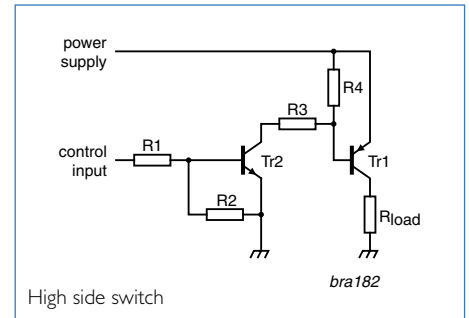 power
supply
R4
R3
R1
control
input
Tr2
Tr1
R2
Rload
bra182
High side switch